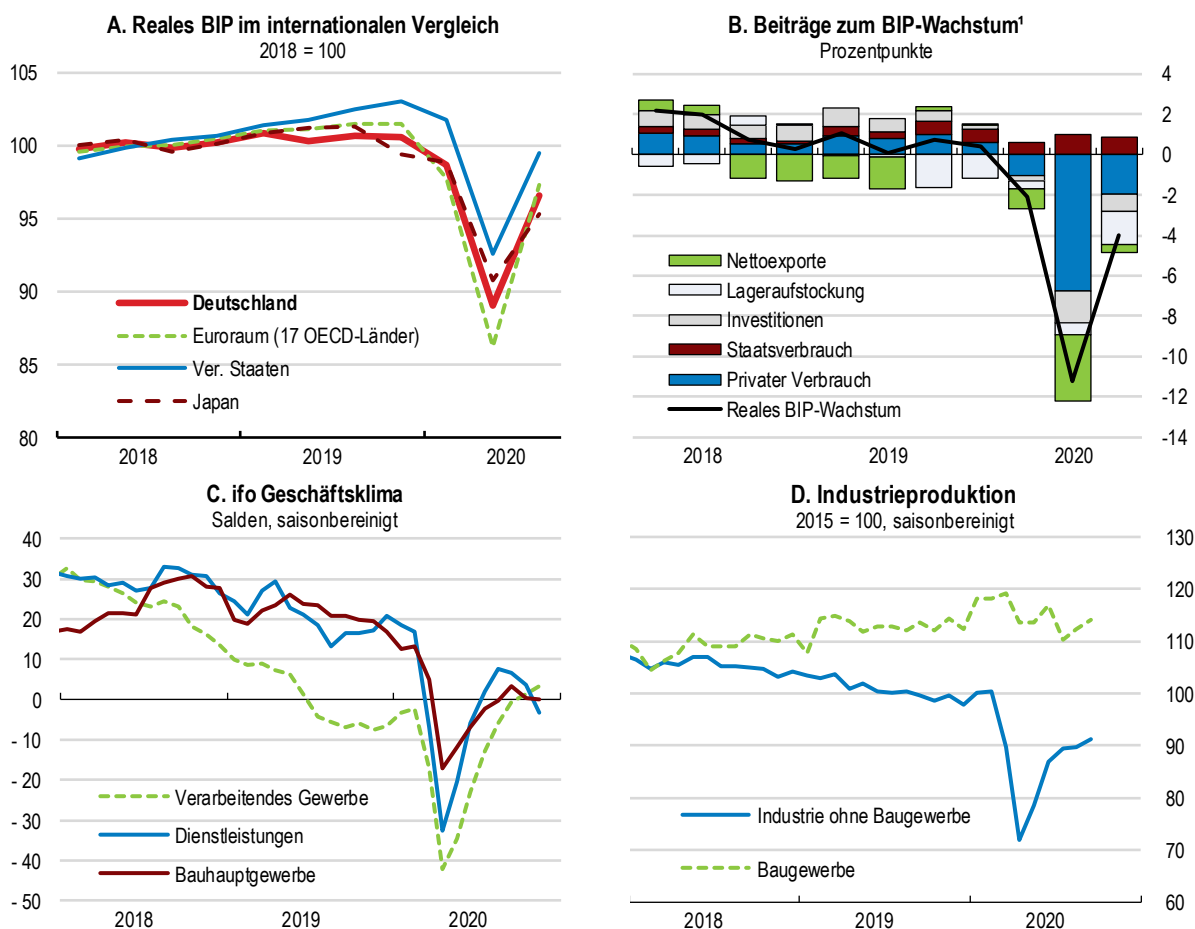 A. Reales BIP im internationalen Vergleich
2018 = 100
105
100
95
90
85
80
Deutschland
Euroraum (17 OECD-Länder)
Ver. Staaten
Japan
2018
2019
2020
B. Beiträge zum BIP-Wachstum¹
Prozentpunkte
4
2
0
-2
-4
-6
-8
-10
-12
-14
Nettoexporte
Lageraufstockung
Investitionen
Staatsverbrauch
Privater Verbrauch
Reales BIP-Wachstum
2018
2019
2020
C. ifo Geschäftsklima
Salden, saisonbereinigt
40
30
20
10
0
- 10
- 20
- 30
- 40
- 50
Verarbeitendes Gewerbe
Dienstleistungen
Bauhauptgewerbe
2018
2019
2020
D. Industrieproduktion
2015 = 100, saisonbereinigt
130
120
110
100
90
80
70
60
Industrie ohne Baugewerbe
Baugewerbe
2018
2019
2020